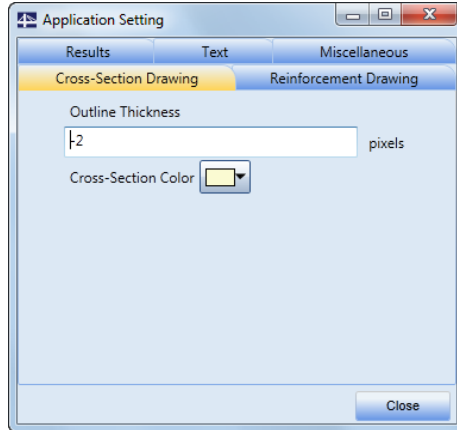 Application Setting
Results Text Miscellaneous
Cross-Section Drawing Reinforcement Drawing
Outline Thickness
-2 pixels
Cross-Section Color
Close